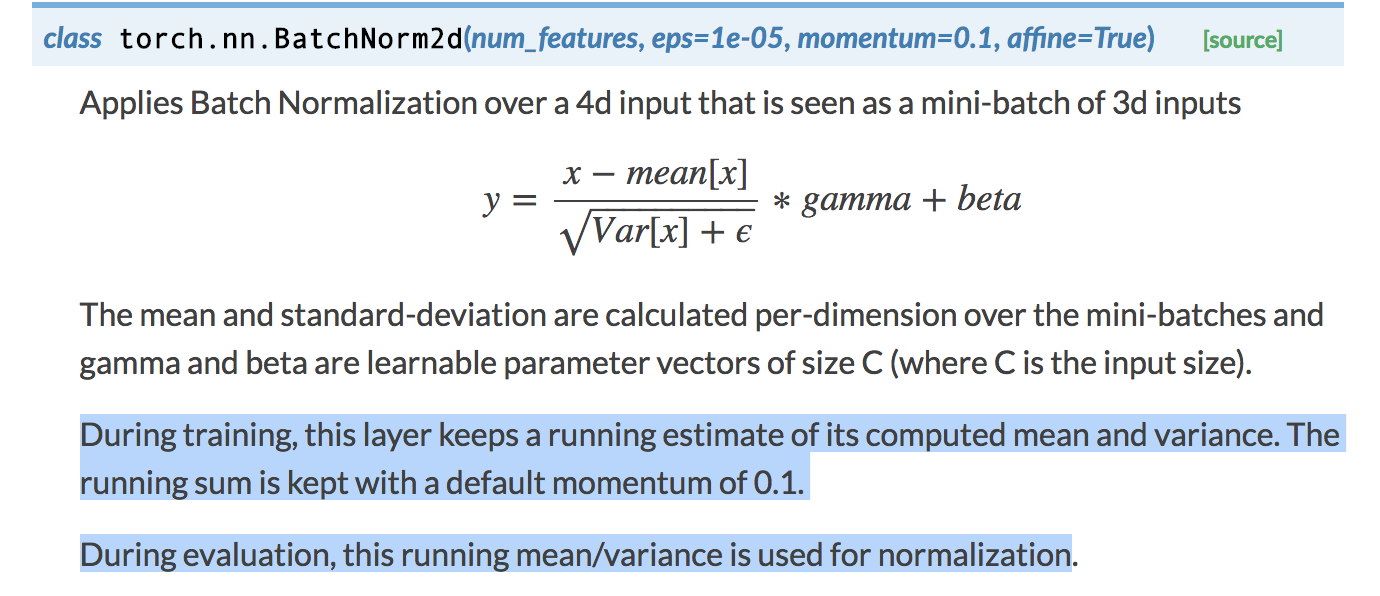 class torch.nn.BatchNorm2d(num_features, eps=1e-05, momentum=0.1, affine=True) [source]
Applies Batch Normalization over a 4d input that is seen as a mini-batch of 3d inputs
y = \frac{x - mean[x]}{\sqrt{Var[x] + ϵ}} * gamma + beta
The mean and standard-deviation are calculated per-dimension over the mini-batches and
gamma and beta are learnable parameter vectors of size C (where C is the input size).
During training, this layer keeps a running estimate of its computed mean and variance. The
running sum is kept with a default momentum of 0.1.
During evaluation, this running mean/variance is used for normalization.